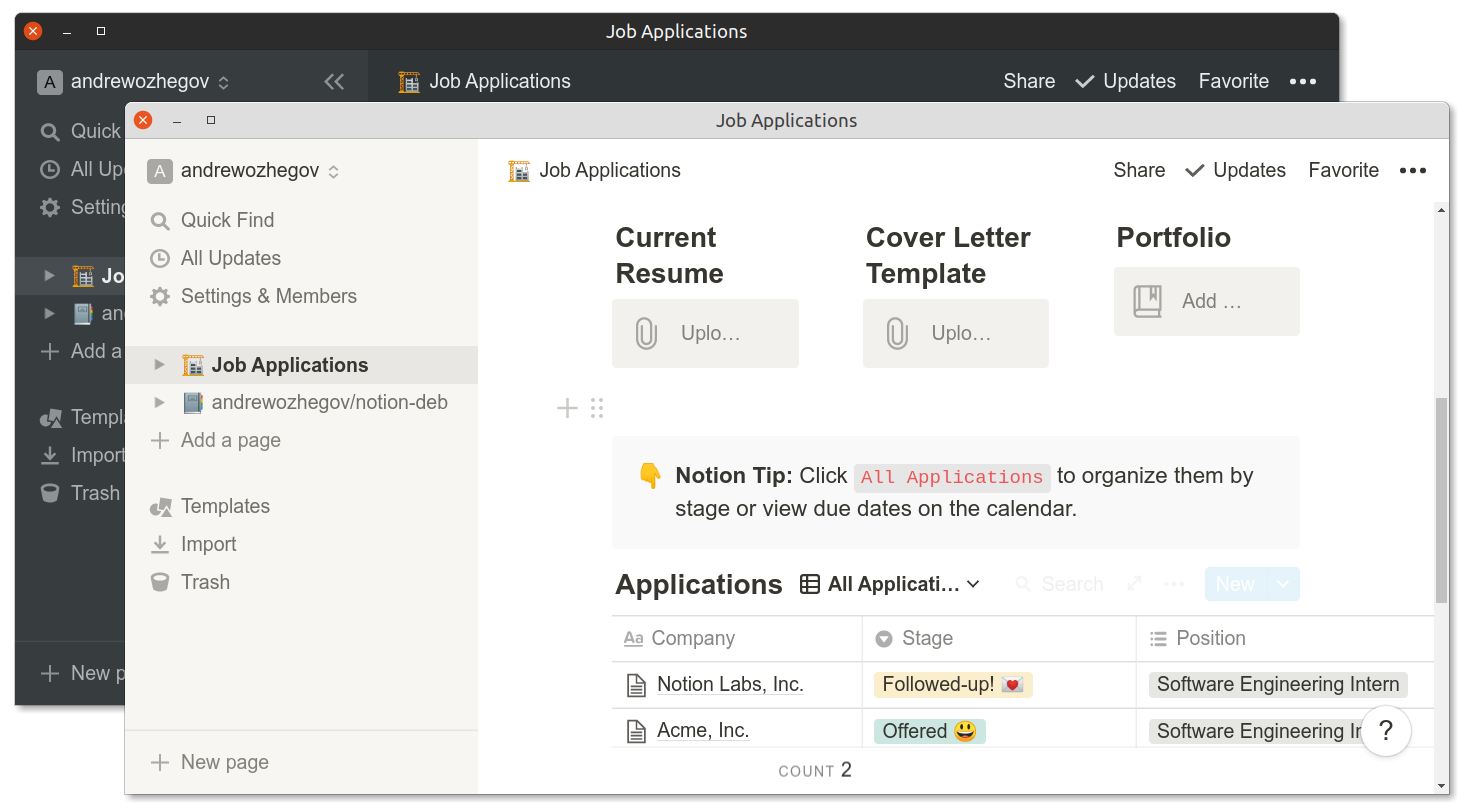 Job Applications
A andrewozhegov
Job Applications
Share Updates Favorite •••
Quick
All Up
Setting
Jo
an
Add a
Templa
Import
Trash
New p
Job Applications
A andrewozhegov
Quick Find
All Updates
Settings & Members
Job Applications
andrewozhegov/notion-deb
Add a page
Templates
Import
Trash
New page
Job Applications
Share Updates Favorite •••
Current
Resume
Uplo…
Cover Letter
Template
Uplo…
Portfolio
Add …
Notion Tip: Click All Applications to organize them by
stage or view due dates on the calendar.
Applications All Applicati… Search ••• New
Aa Company Stage Position
Notion Labs, Inc. Followed-up! 💌 Software Engineering Intern
Acme, Inc. Offered 😃 Software Engineering In
?
COUNT 2